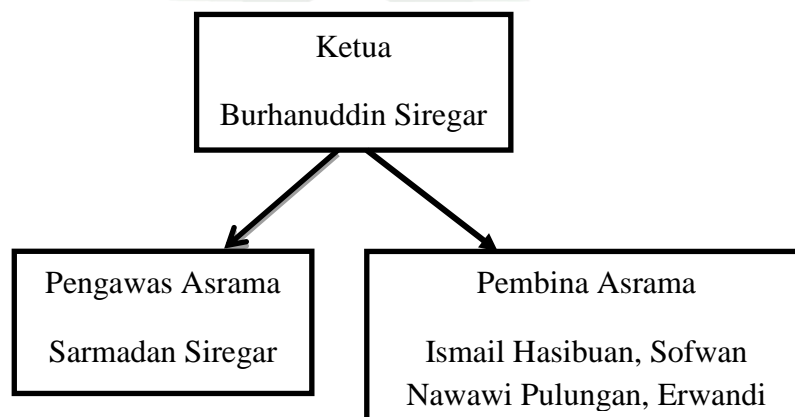 Ketua
Burhanuddin Siregar
Pengawas Asrama
Sarmadan Siregar
Pembina Asrama
Ismail Hasibuan, Sofwan
Nawawi Pulungan, Erwandi